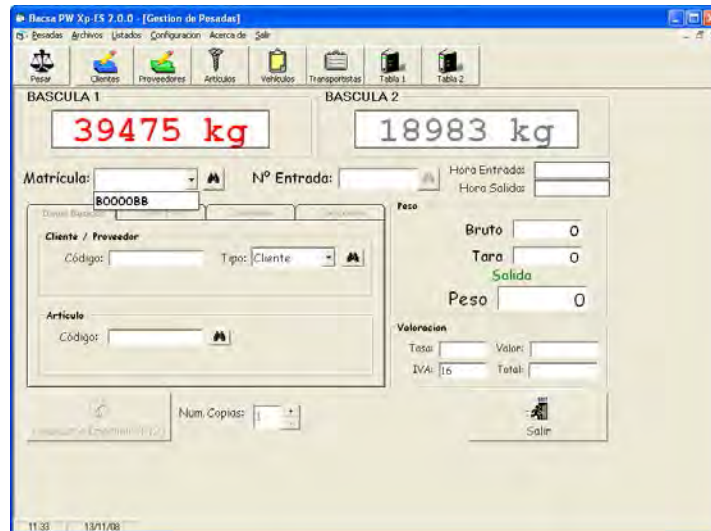 Bacsa PW Xp-ES 2.0.0 - [Gestion de Pesadas]
Pesadas Archivos Listados Configuracion Acerca de Salir
Pesar Clientes Proveedores Articulos Vehiculos Transportistas Tabla 1 Tabla 2
BASCULA 1 BASCULA 2
39475 kg 18983 kg
Matrícula: Nº Entrada: Hora Entrada:
Hora Salida:
B0000BB
Datos Basicos Peso
Cliente / Proveedor Bruto 0
Código: Tipo: Cliente Tara 0
Salida
Peso 0
Artículo Valoracion
Código: Tasa: Valor:
IVA: 16 Total:
Num. Copias: 1
Salir
11:33 13/11/08